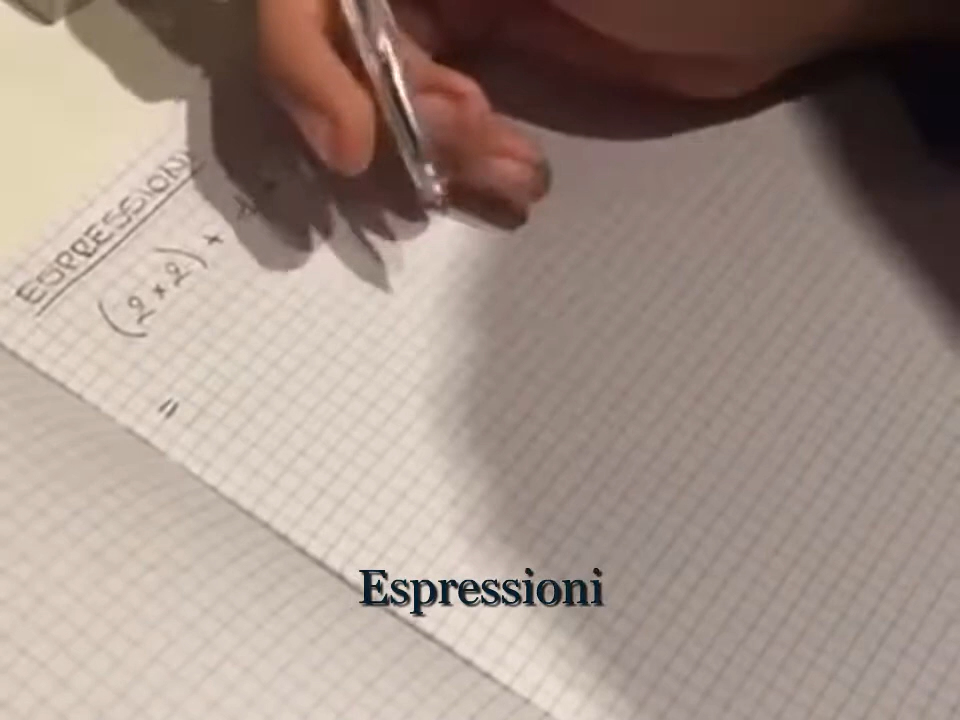 ESPRESSIONI
(2 × 2) +
=
Espressioni